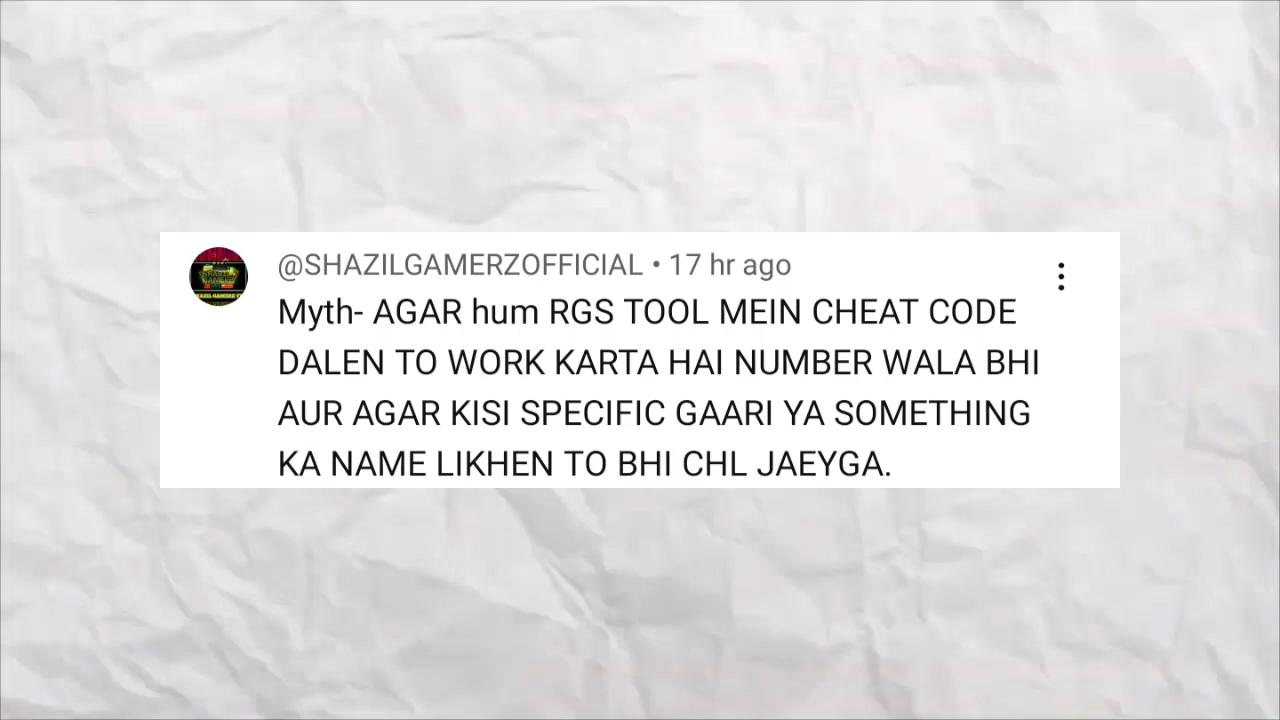 @SHAZILGAMERZOFFICIAL • 17 hr ago
Myth- AGAR hum RGS TOOL MEIN CHEAT CODE
DALEN TO WORK KARTA HAI NUMBER WALA BHI
AUR AGAR KISI SPECIFIC GAARI YA SOMETHING
KA NAME LIKHEN TO BHI CHL JAEYGA.